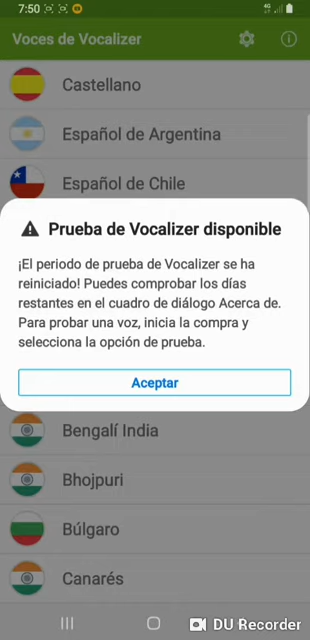 7:50
4G
Voces de Vocalizer
Castellano
Español de Argentina
Español de Chile
Prueba de Vocalizer disponible
¡El periodo de prueba de Vocalizer se ha
reiniciado! Puedes comprobar los días
restantes en el cuadro de diálogo Acerca de.
Para probar una voz, inicia la compra y
selecciona la opción de prueba.
Aceptar
Bengalí India
Bhojpuri
Búlgaro
Canarés
DU Recorder